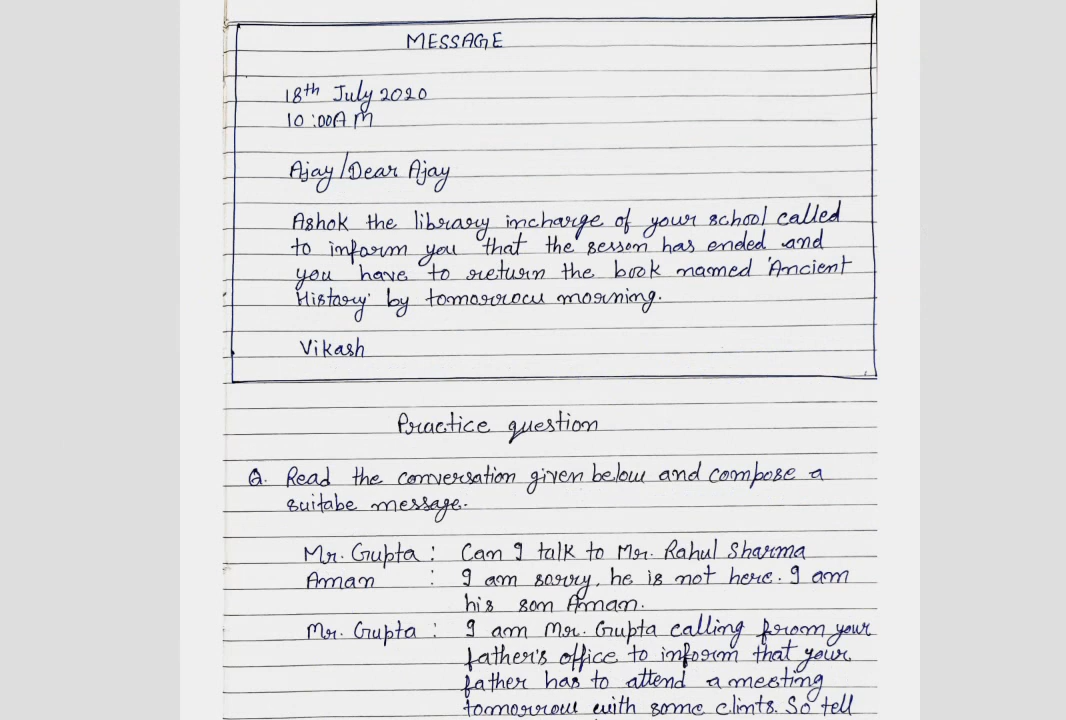 MESSAGE
18th July 2020
10:00AM
Ajay/Dear Ajay
Ashok the library incharge of your school called
to inform you that the sesson has ended and
you have to return the book named 'Ancient
History' by tomorrow morning.
Vikash
Practice question
Q. Read the conversation given below and compose a
suitabe message.
Mr. Gupta : Can I talk to Mr. Rahul Sharma
Aman : I am sorry, he is not here. I am
his son Aman.
Mr. Gupta : I am Mr. Gupta calling from your
father's office to inform that your
father has to attend a meeting
tomorrow with some clints. So tell